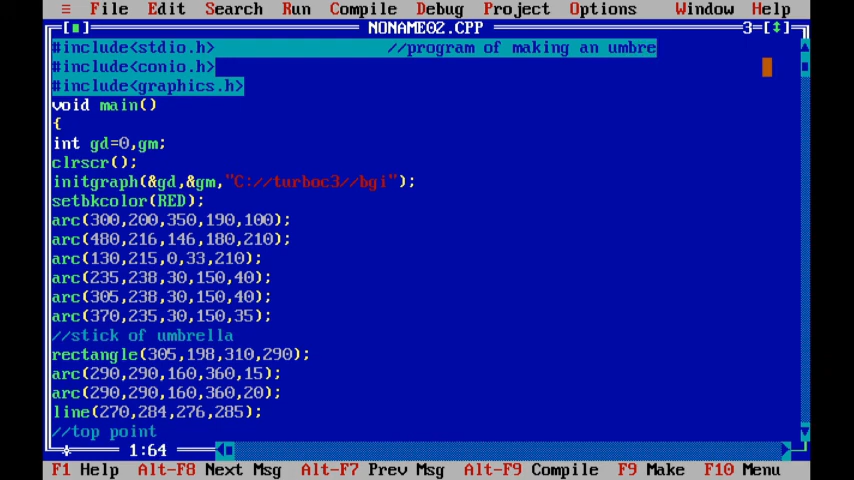 ≡ File Edit Search Run Compile Debug Project Options Window Help
[■] NONAME02.CPP 3=[↕]
#include<stdio.h> //program of making an umbre
#include<conio.h>
#include<graphics.h>
void main()
{
int gd=0,gm;
clrscr();
initgraph(&gd,&gm,"C://turboc3//bgi");
setbkcolor(RED);
arc(300,200,350,190,100);
arc(480,216,146,180,210);
arc(130,215,0,33,210);
arc(235,238,30,150,40);
arc(305,238,30,150,40);
arc(370,235,30,150,35);
//stick of umbrella
rectangle(305,198,310,290);
arc(290,290,160,360,15);
arc(290,290,160,360,20);
line(270,284,276,285);
//top point
1:64
F1 Help Alt-F8 Next Msg Alt-F7 Prev Msg Alt-F9 Compile F9 Make F10 Menu